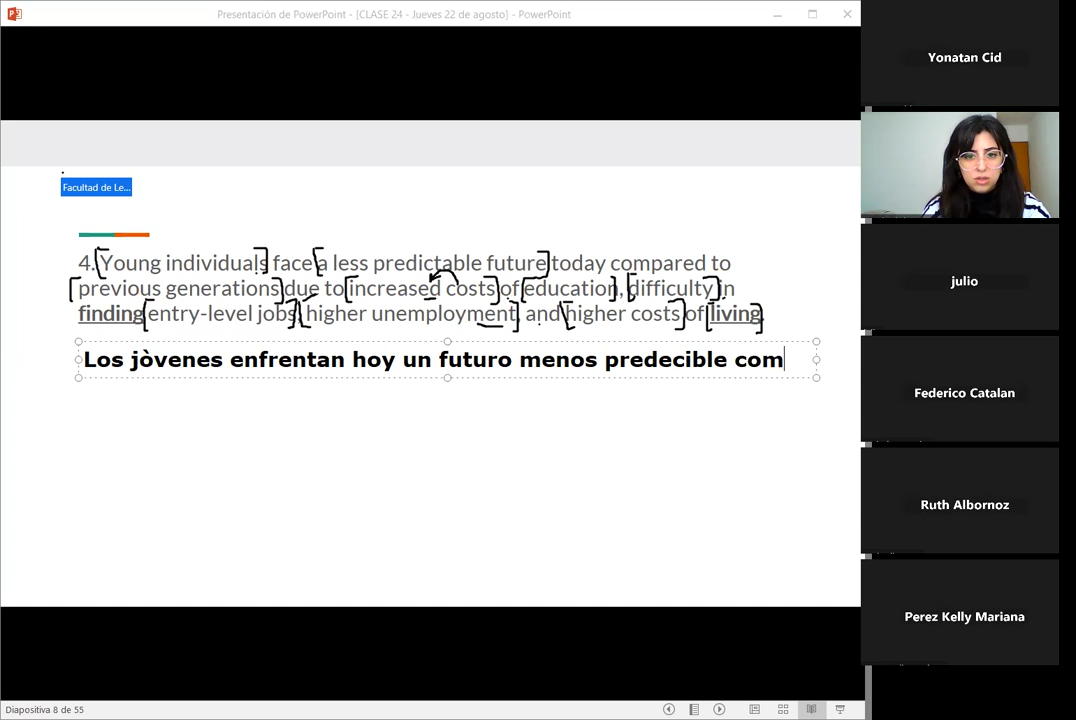 Presentación de PowerPoint - [CLASE 24 - Jueves 22 de agosto] - PowerPoint
Yonatan Cid
Facultad de Le...
4. Young individuals face a less predictable future today compared to
previous generations due to increased costs of education, difficulty in
finding entry-level jobs, higher unemployment, and higher costs of living.
Los jòvenes enfrentan hoy un futuro menos predecible com
julio
Federico Catalan
Ruth Albornoz
Perez Kelly Mariana
Diapositiva 8 de 55